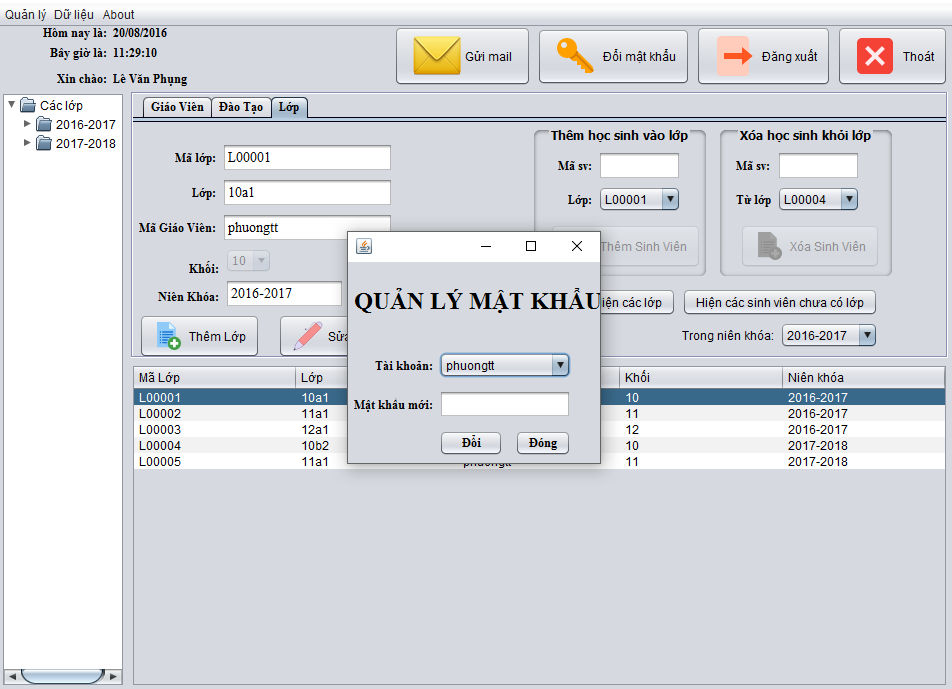 Quản lý Dữ liệu About
Hôm nay là: 20/08/2016
Bây giờ là: 11:29:10
Xin chào: Lê Văn Phụng
Gửi mail
Đổi mật khẩu
Đăng xuất
Thoát
Các lớp
2016-2017
2017-2018
Giáo Viên Đào Tạo Lớp
Mã lớp: L00001
Lớp: 10a1
Mã Giáo Viên: phuongtt
Khối: 10
Niên Khóa: 2016-2017
Thêm Lớp
Thêm học sinh vào lớp
Mã sv:
Lớp: L00001
Thêm Sinh Viên
Xóa học sinh khỏi lớp
Mã sv:
Từ lớp L00004
Xóa Sinh Viên
các lớp
Hiện các sinh viên chưa có lớp
Trong niên khóa: 2016-2017
QUẢN LÝ MẬT KHẨU
Tài khoản: phuongtt
Mật khẩu mới:
Đổi Đóng
Mã Lớp Lớp Khối Niên khóa
L00001 10a1 10 2016-2017
L00002 11a1 11 2016-2017
L00003 12a1 12 2016-2017
L00004 10b2 10 2017-2018
L00005 11a1 phuongtt 11 2017-2018